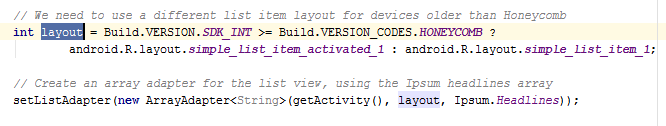 // We need to use a different list item layout for devices older than Honeycomb
int layout = Build.VERSION.SDK_INT >= Build.VERSION_CODES.HONEYCOMB ?
android.R.layout.simple_list_item_activated_1 : android.R.layout.simple_list_item_1;
// Create an array adapter for the list view, using the Ipsum headlines array
setListAdapter(new ArrayAdapter<String>(getActivity(), layout, Ipsum.Headlines));